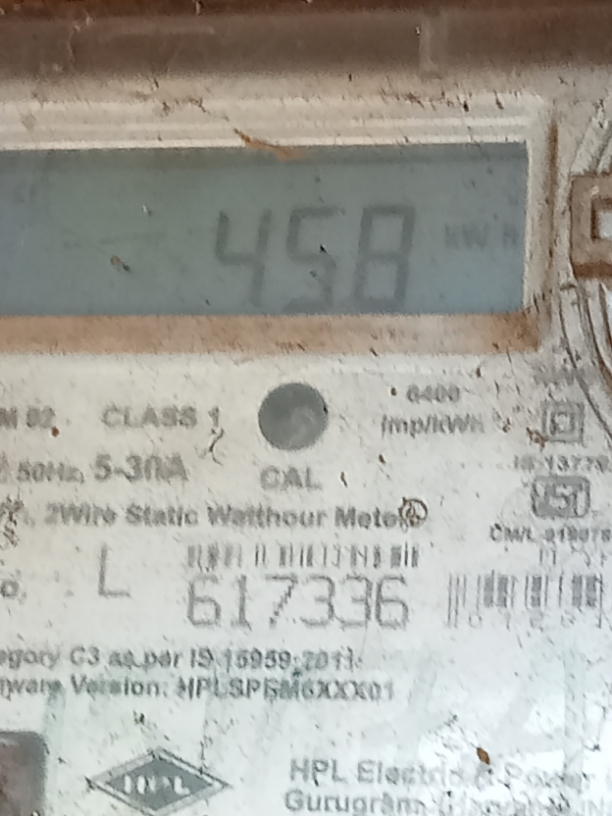 458 kWh
CLASS 1
6400
imp/kWh
50Hz, 5-30A
CAL
IS 13779
2Wire Static Watthour Meter
L
617336
egory C3 as per IS 15959:2011
mware Version: HPLSPEM6XXX01
HPL
HPL Electric & Power
Gurugram